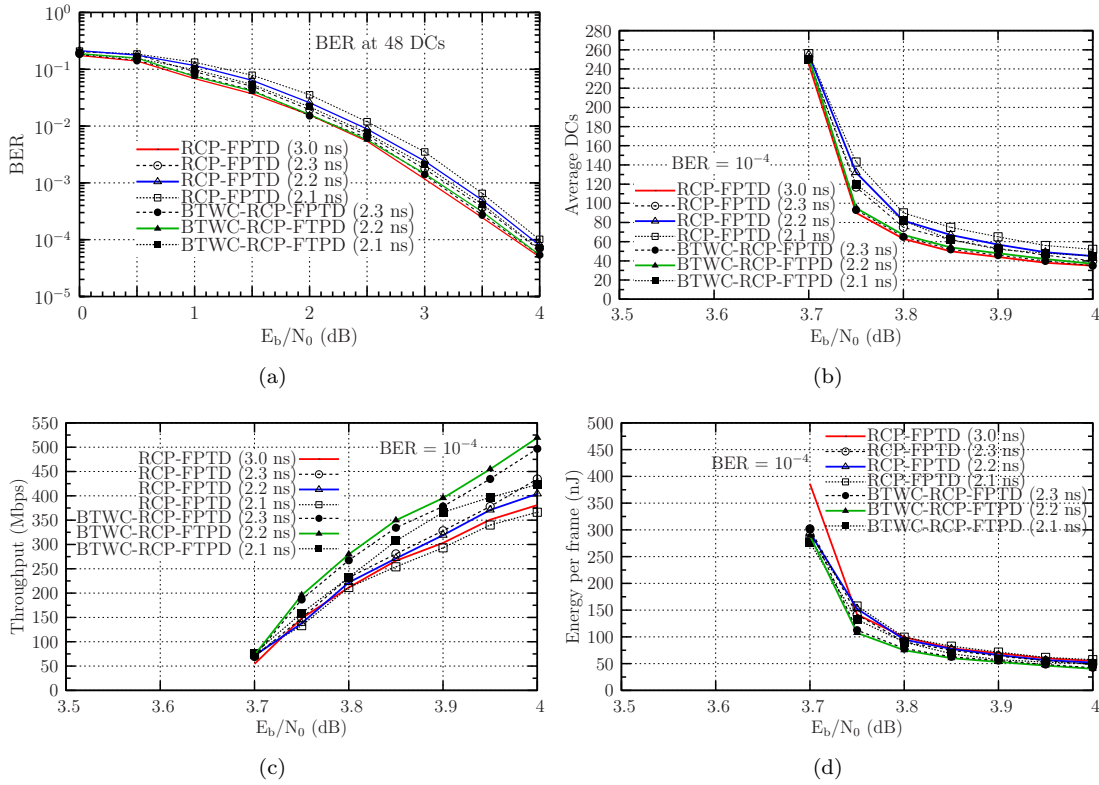 10^0
10^-1
10^-2
10^-3
10^-4
10^-5
BER
BER at 48 DCs
RCP-FPTD (3.0 ns)
RCP-FPTD (2.3 ns)
RCP-FPTD (2.2 ns)
RCP-FPTD (2.1 ns)
BTWC-RCP-FPTD (2.3 ns)
BTWC-RCP-FTPD (2.2 ns)
BTWC-RCP-FTPD (2.1 ns)
0 1 2 3 4
E_b/N_0 (dB)
(a)
280
260
240
220
200
180
160
140
120
100
80
60
40
20
0
Average DCs
BER = 10^-4
RCP-FPTD (3.0 ns)
RCP-FPTD (2.3 ns)
RCP-FPTD (2.2 ns)
RCP-FPTD (2.1 ns)
BTWC-RCP-FPTD (2.3 ns)
BTWC-RCP-FTPD (2.2 ns)
BTWC-RCP-FTPD (2.1 ns)
3.5 3.6 3.7 3.8 3.9 4
E_b/N_0 (dB)
(b)
550
500
450
400
350
300
250
200
150
100
50
0
Throughput (Mbps)
BER = 10^-4
RCP-FPTD (3.0 ns)
RCP-FPTD (2.3 ns)
RCP-FPTD (2.2 ns)
RCP-FPTD (2.1 ns)
BTWC-RCP-FPTD (2.3 ns)
BTWC-RCP-FTPD (2.2 ns)
BTWC-RCP-FTPD (2.1 ns)
3.5 3.6 3.7 3.8 3.9 4
E_b/N_0 (dB)
(c)
500
450
400
350
300
250
200
150
100
50
0
Energy per frame (nJ)
BER = 10^-4
RCP-FPTD (3.0 ns)
RCP-FPTD (2.3 ns)
RCP-FPTD (2.2 ns)
RCP-FPTD (2.1 ns)
BTWC-RCP-FPTD (2.3 ns)
BTWC-RCP-FTPD (2.2 ns)
BTWC-RCP-FTPD (2.1 ns)
3.5 3.6 3.7 3.8 3.9 4
E_b/N_0 (dB)
(d)